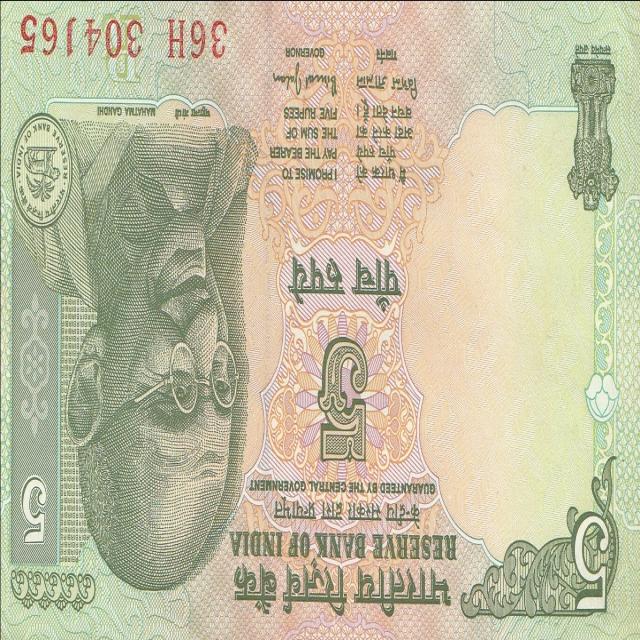 5
5
भारतीय रिज़र्व बैंक
RESERVE BANK OF INDIA
केन्द्रीय सरकार द्वारा प्रत्याभूत
GUARANTEED BY THE CENTRAL GOVERNMENT
5
पाँच रुपये
मैं धारक को
पाँच रुपये
अदा करने का
वचन देता हूँ।
I PROMISE TO
PAY THE BEARER
THE SUM OF
FIVE RUPEES
गवर्नर
GOVERNOR
महात्मा गांधी
MAHATMA GANDHI
RESERVE BANK OF INDIA
भारतीय रिज़र्व बैंक
सत्यमेव जयते
36H 304165